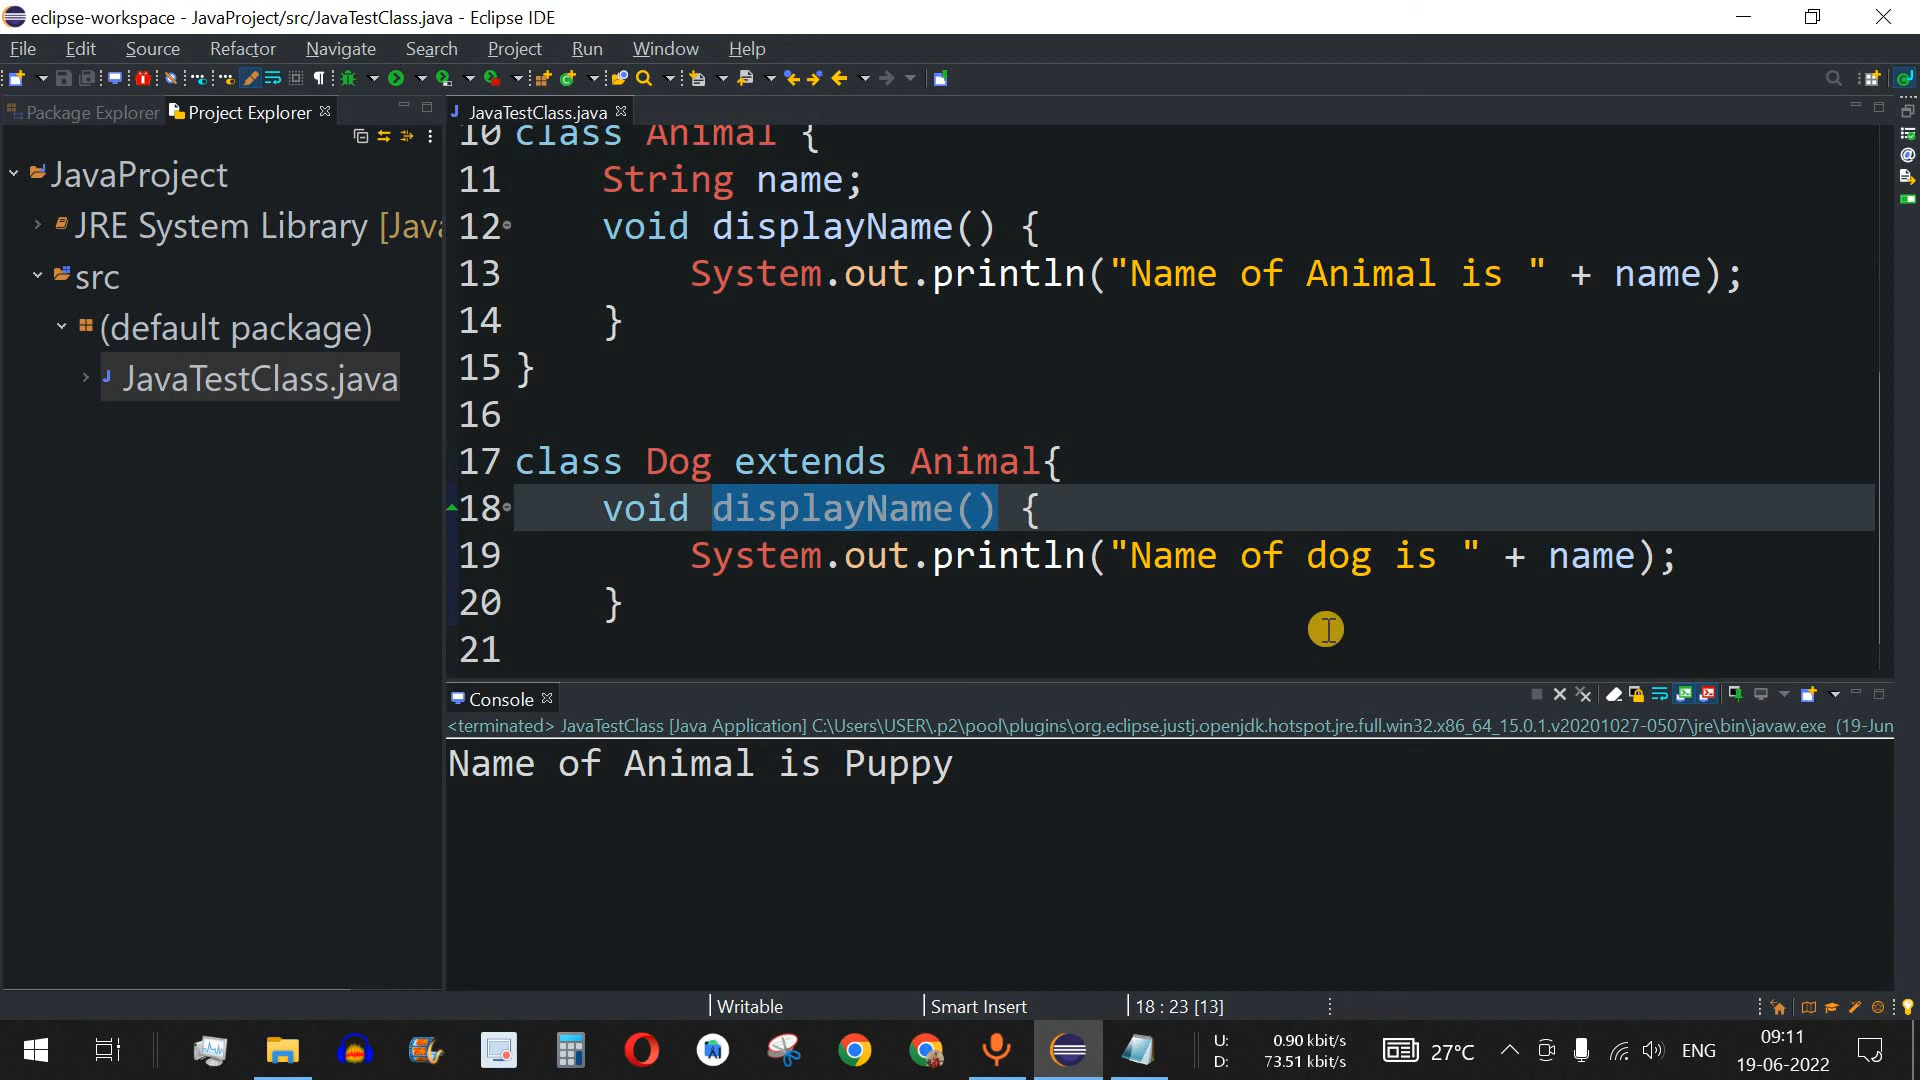 eclipse-workspace - JavaProject/src/JavaTestClass.java - Eclipse IDE
File Edit Source Refactor Navigate Search Project Run Window Help
Package Explorer Project Explorer JavaTestClass.java
JavaProject
JRE System Library [Java
src
(default package)
JavaTestClass.java
10 class Animal {
11 String name;
12 void displayName() {
13 System.out.println("Name of Animal is " + name);
14 }
15 }
16
17 class Dog extends Animal{
18 void displayName() {
19 System.out.println("Name of dog is " + name);
20 }
21
Console
<terminated> JavaTestClass [Java Application] C:\Users\USER\.p2\pool\plugins\org.eclipse.justj.openjdk.hotspot.jre.full.win32.x86_64_15.0.1.v20201027-0507\jre\bin\javaw.exe (19-Jun
Name of Animal is Puppy
Writable Smart Insert 18 : 23 [13]
U: 0.90 kbit/s
D: 73.51 kbit/s
27°C ENG
09:11
19-06-2022